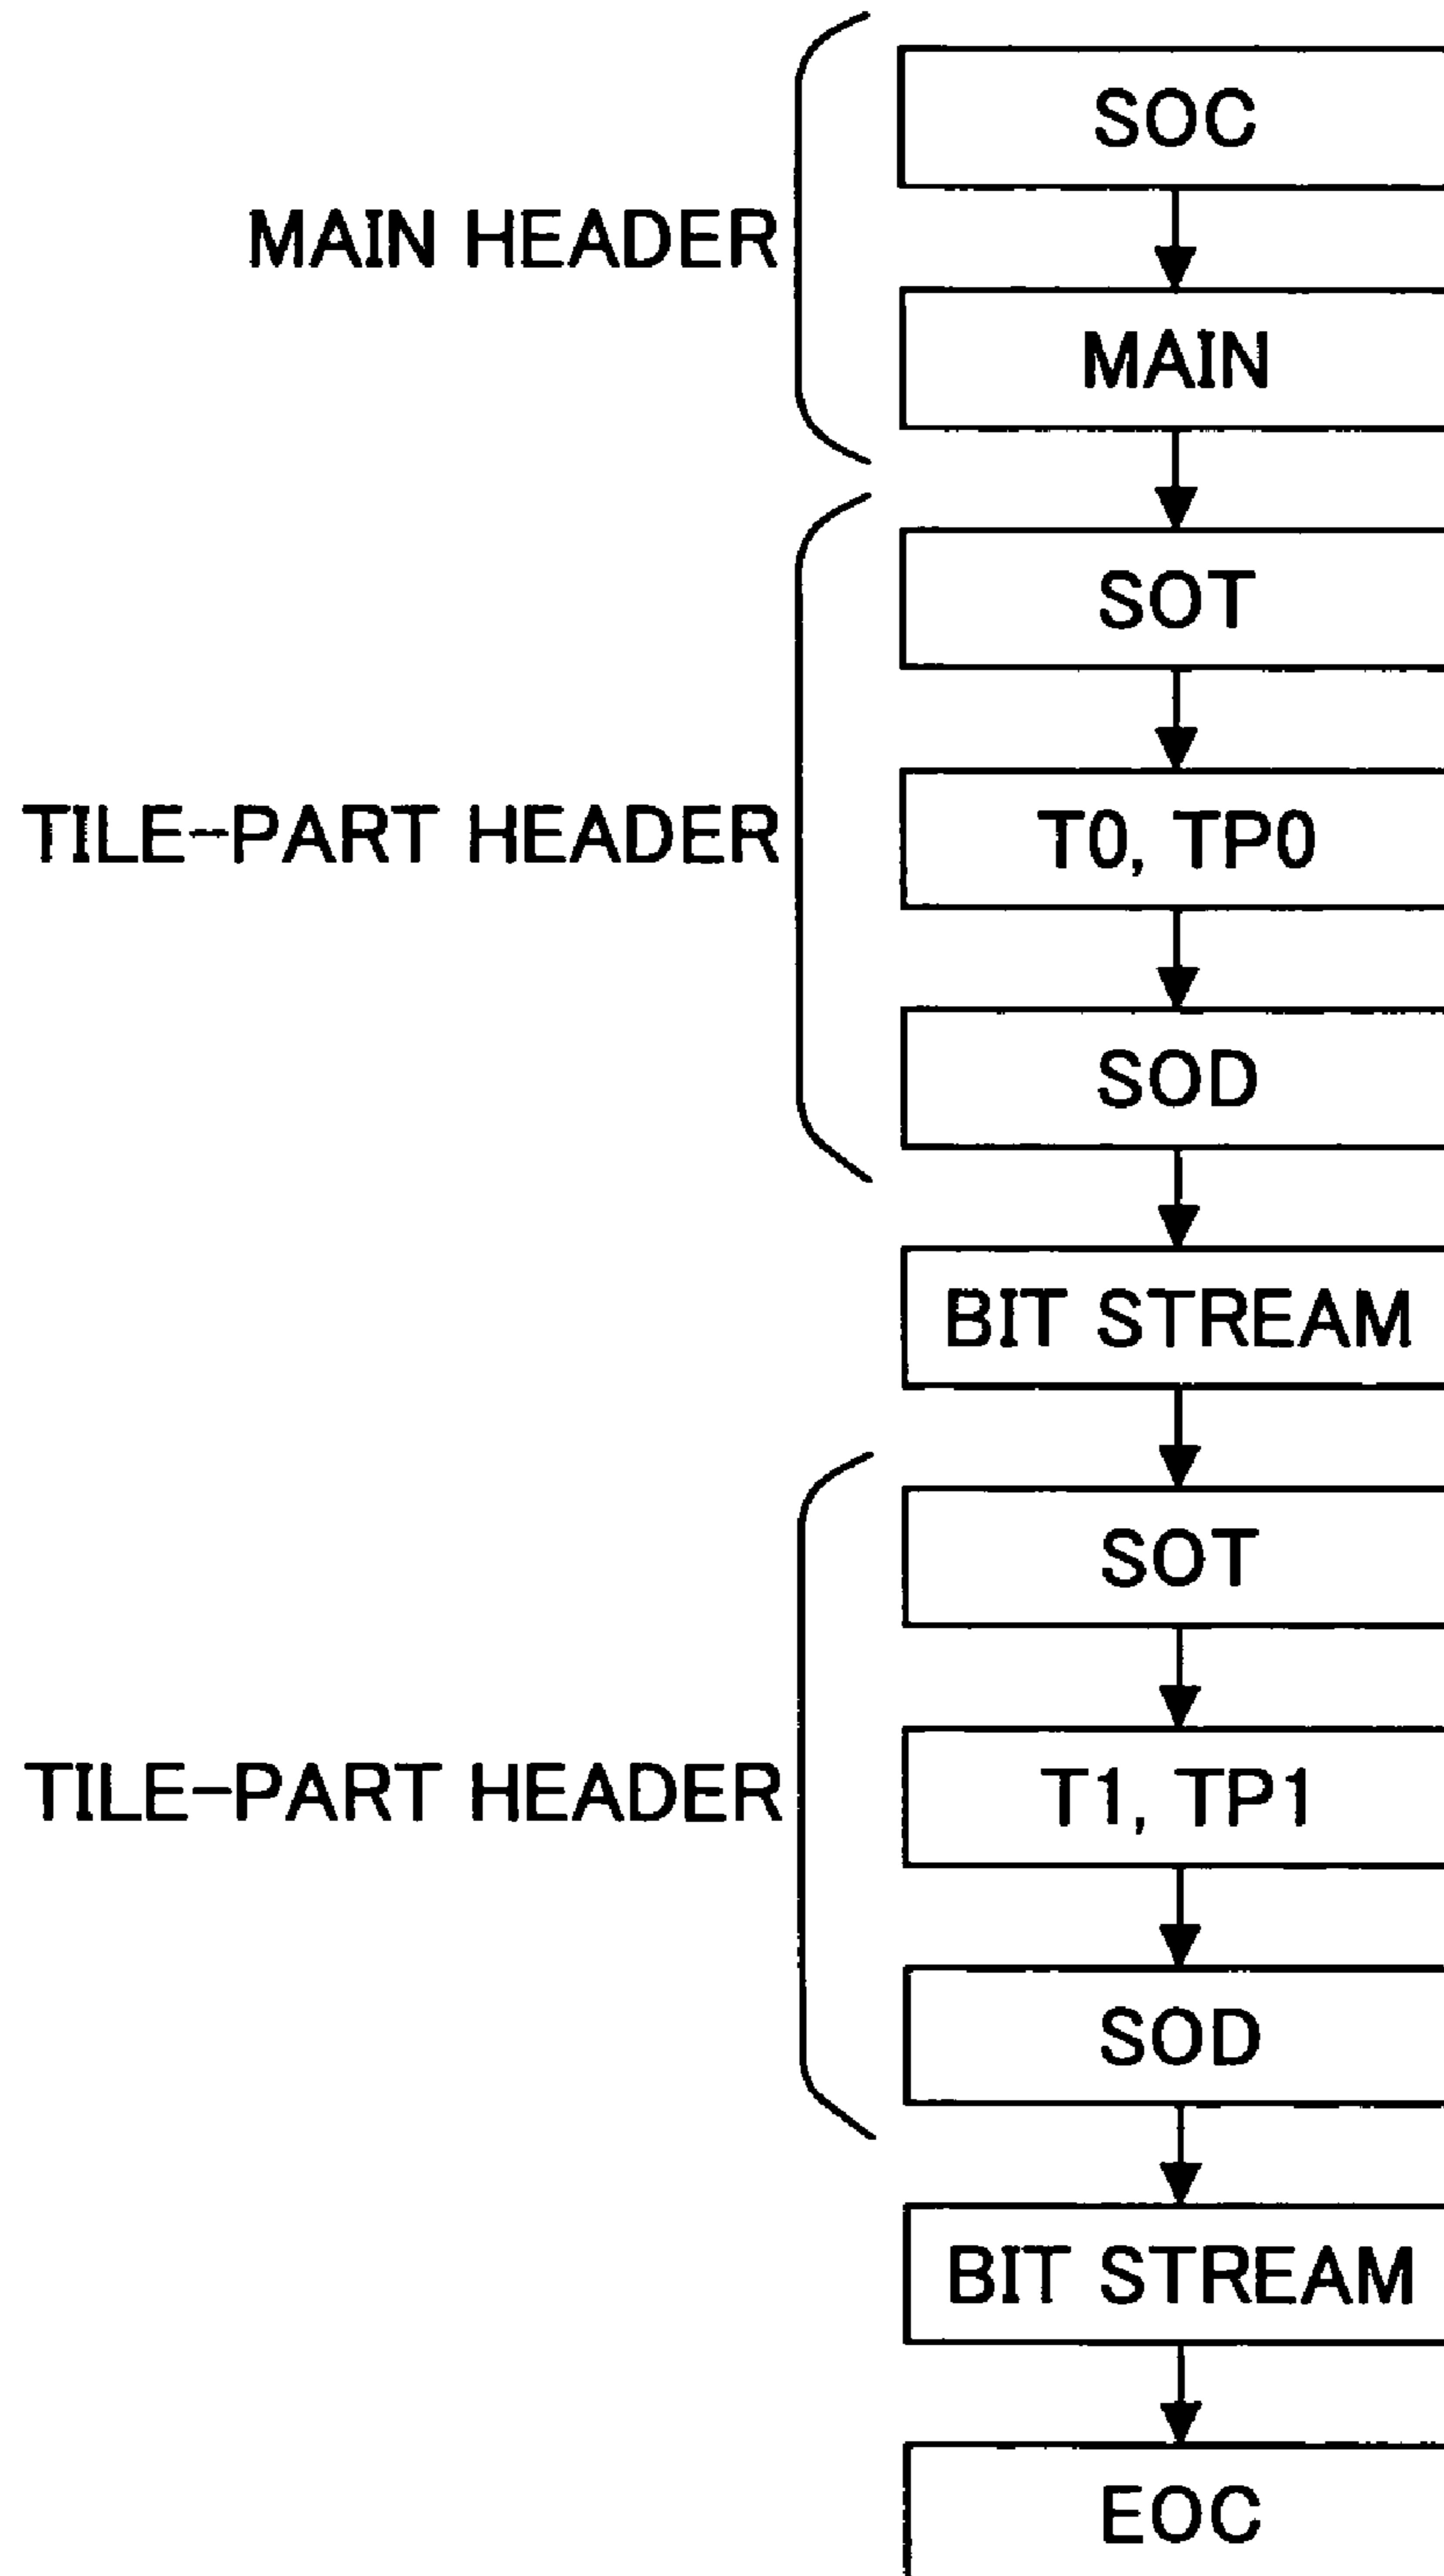 SOC
MAIN HEADER
MAIN
SOT
TILE-PART HEADER
T0, TP0
SOD
BIT STREAM
SOT
TILE-PART HEADER
T1, TP1
SOD
BIT STREAM
EOC